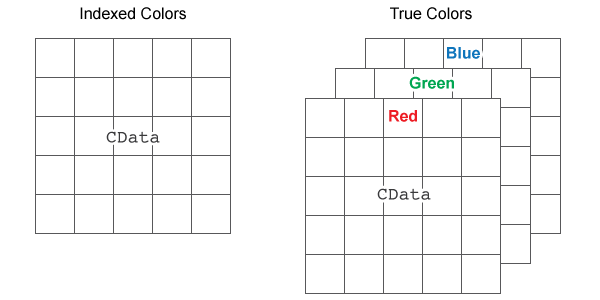 Indexed Colors
True Colors
Blue
Green
Red
CData
CData